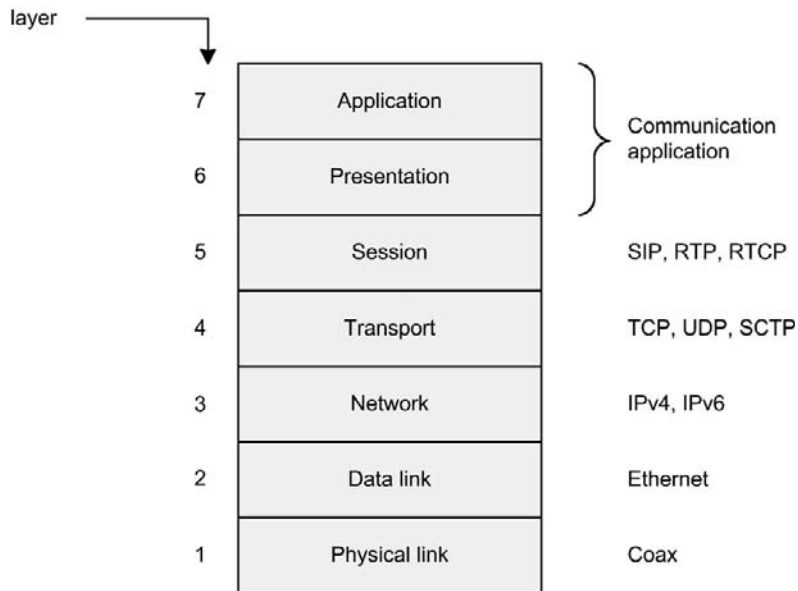 layer
7 Application
Communication
application
6 Presentation
5 Session SIP, RTP, RTCP
4 Transport TCP, UDP, SCTP
3 Network IPv4, IPv6
2 Data link Ethernet
1 Physical link Coax